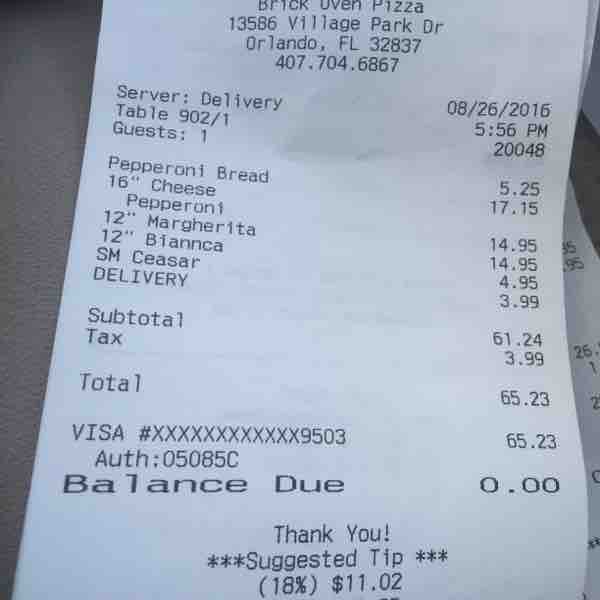 Brick Oven Pizza
13586 Village Park Dr
Orlando, FL 32837
407.704.6867
Server: Delivery 08/26/2016
Table 902/1 5:56 PM
Guests: 1 20048
Pepperoni Bread 5.25
16" Cheese 17.15
Pepperoni
12" Margherita 14.95
12" Biannca 14.95
SM Ceasar 4.95
DELIVERY 3.99
Subtotal 61.24
Tax 3.99
Total 65.23
VISA #XXXXXXXXXXXX9503 65.23
Auth:05085C
Balance Due 0.00
Thank You!
***Suggested Tip ***
(18%) $11.02